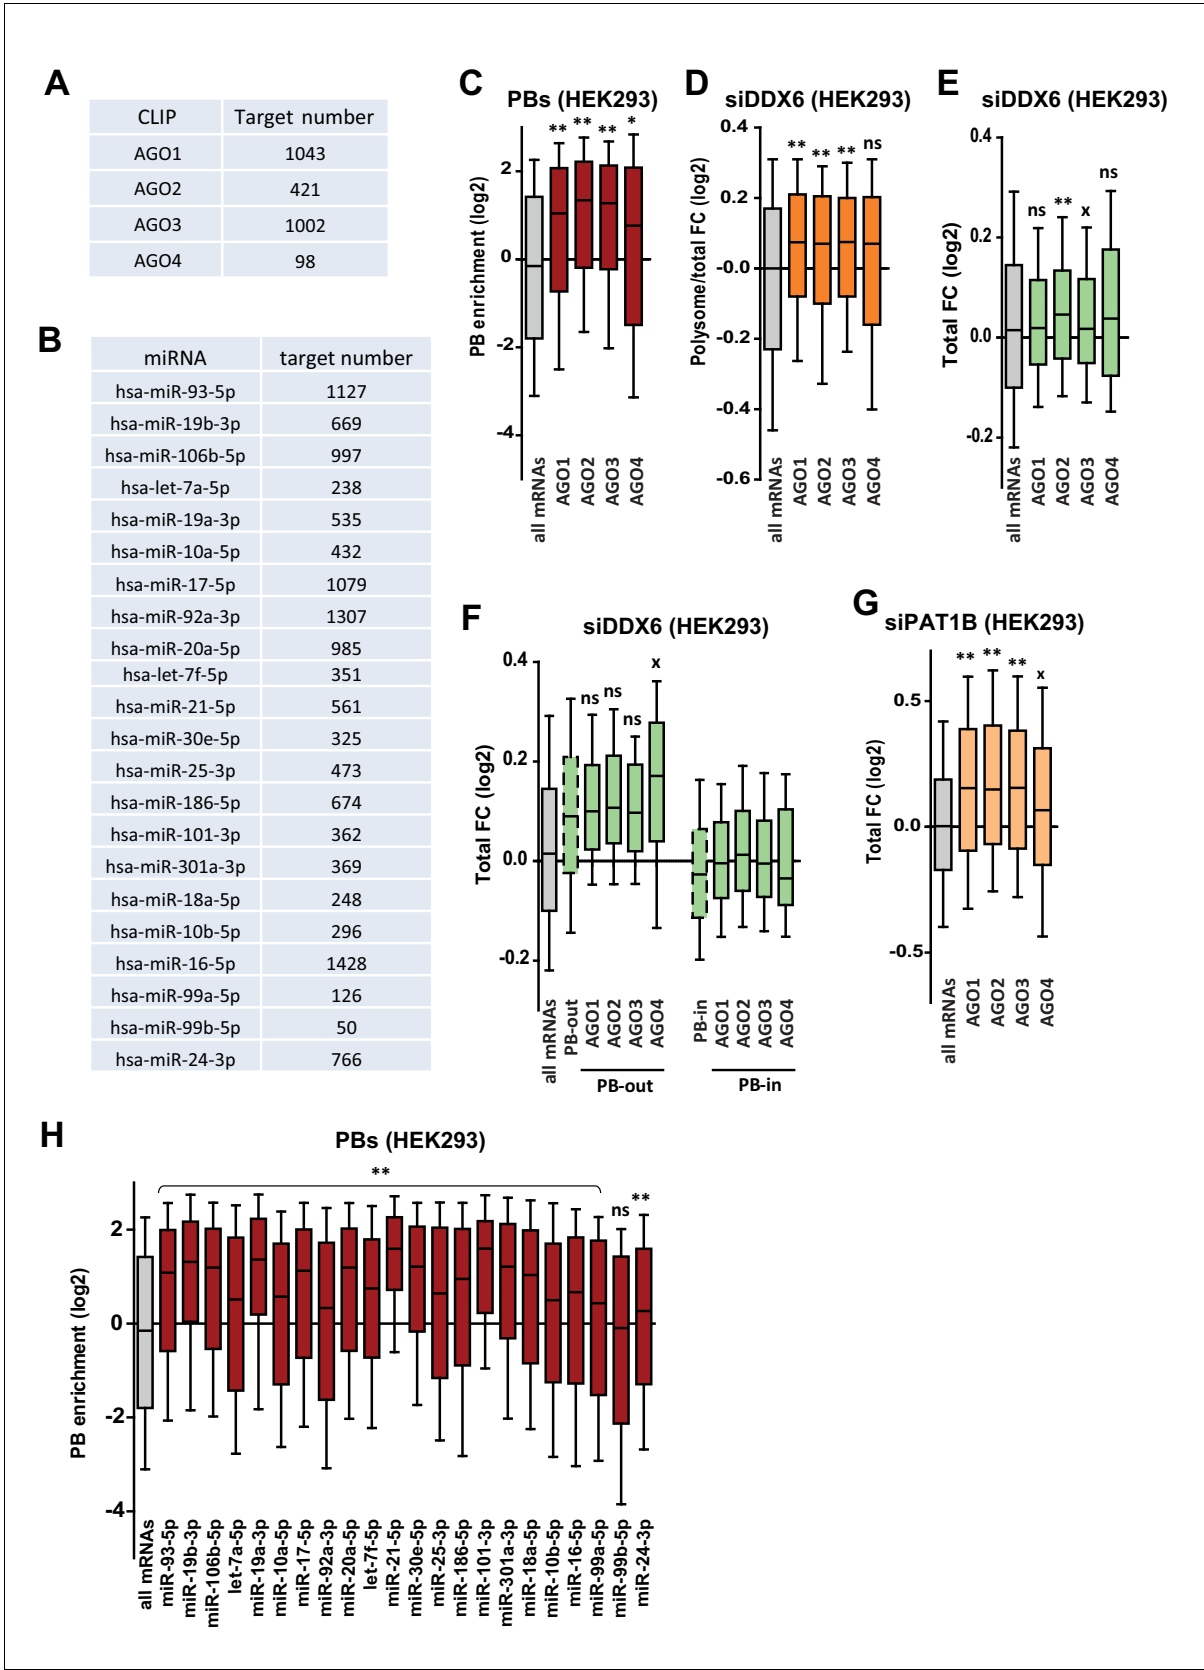 A
CLIP Target number
AGO1 1043
AGO2 421
AGO3 1002
AGO4 98
B
miRNA target number
hsa-miR-93-5p 1127
hsa-miR-19b-3p 669
hsa-miR-106b-5p 997
hsa-let-7a-5p 238
hsa-miR-19a-3p 535
hsa-miR-10a-5p 432
hsa-miR-17-5p 1079
hsa-miR-92a-3p 1307
hsa-miR-20a-5p 985
hsa-let-7f-5p 351
hsa-miR-21-5p 561
hsa-miR-30e-5p 325
hsa-miR-25-3p 473
hsa-miR-186-5p 674
hsa-miR-101-3p 362
hsa-miR-301a-3p 369
hsa-miR-18a-5p 248
hsa-miR-10b-5p 296
hsa-miR-16-5p 1428
hsa-miR-99a-5p 126
hsa-miR-99b-5p 50
hsa-miR-24-3p 766
C
PBs (HEK293)
** ** ** *
PB enrichment (log2)
2
0
-2
-4
all mRNAs
AGO1
AGO2
AGO3
AGO4
D
siDDX6 (HEK293)
** ** ** ns
Polysome/total FC (log2)
0.4
0.2
-0.0
-0.2
-0.4
-0.6
all mRNAs
AGO1
AGO2
AGO3
AGO4
E
siDDX6 (HEK293)
ns ** x ns
Total FC (log2)
0.4
0.2
0.0
-0.2
all mRNAs
AGO1
AGO2
AGO3
AGO4
F
siDDX6 (HEK293)
ns ns ns x
Total FC (log2)
0.4
0.2
0.0
-0.2
all mRNAs
PB-out
AGO1
AGO2
AGO3
AGO4
PB-in
AGO1
AGO2
AGO3
AGO4
PB-out
PB-in
G
siPAT1B (HEK293)
** ** ** x
Total FC (log2)
0.5
0.0
-0.5
all mRNAs
AGO1
AGO2
AGO3
AGO4
H
PBs (HEK293)
** ns **
PB enrichment (log2)
2
0
-2
-4
all mRNAs
miR-93-5p
miR-19b-3p
miR-106b-5p
let-7a-5p
miR-19a-3p
miR-10a-5p
miR-17-5p
miR-92a-3p
miR-20a-5p
let-7f-5p
miR-21-5p
miR-30e-5p
miR-25-3p
miR-186-5p
miR-101-3p
miR-301a-3p
miR-18a-5p
miR-10b-5p
miR-16-5p
miR-99a-5p
miR-99b-5p
miR-24-3p